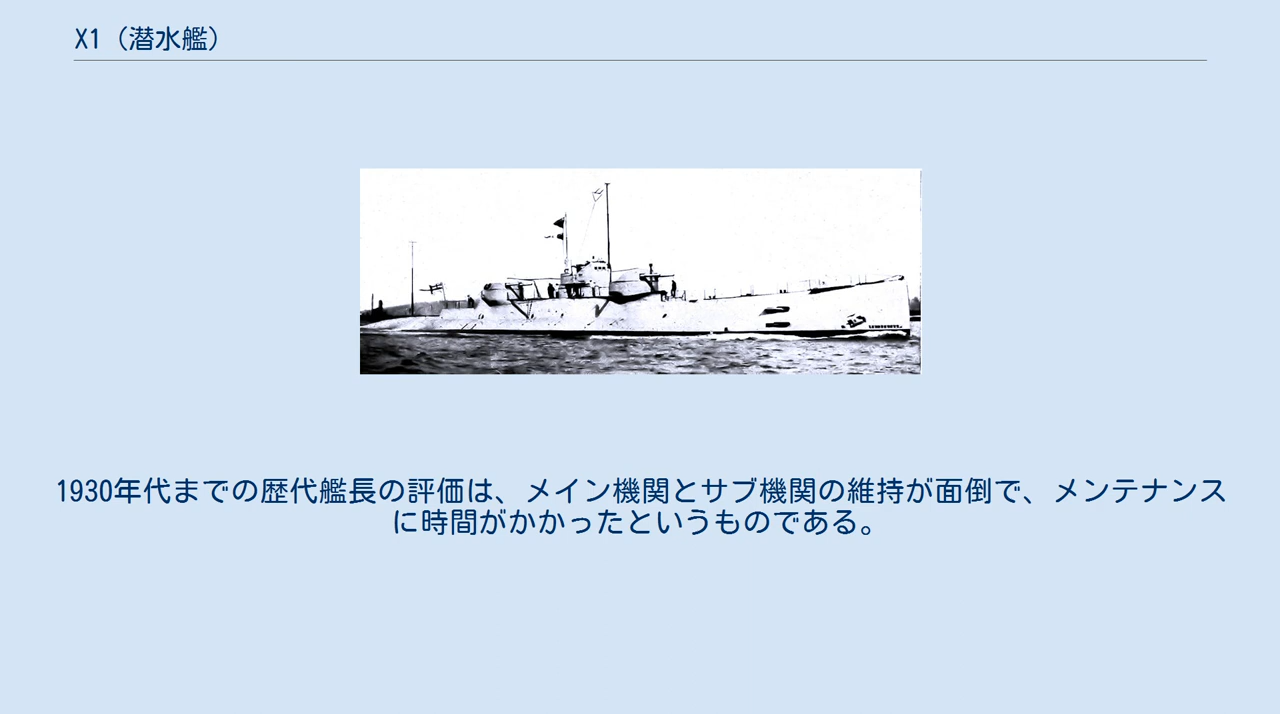 X1（潜水艦）
1930年代までの歴代艦長の評価は、メイン機関とサブ機関の維持が面倒で、メンテナンス
に時間がかかったというものである。